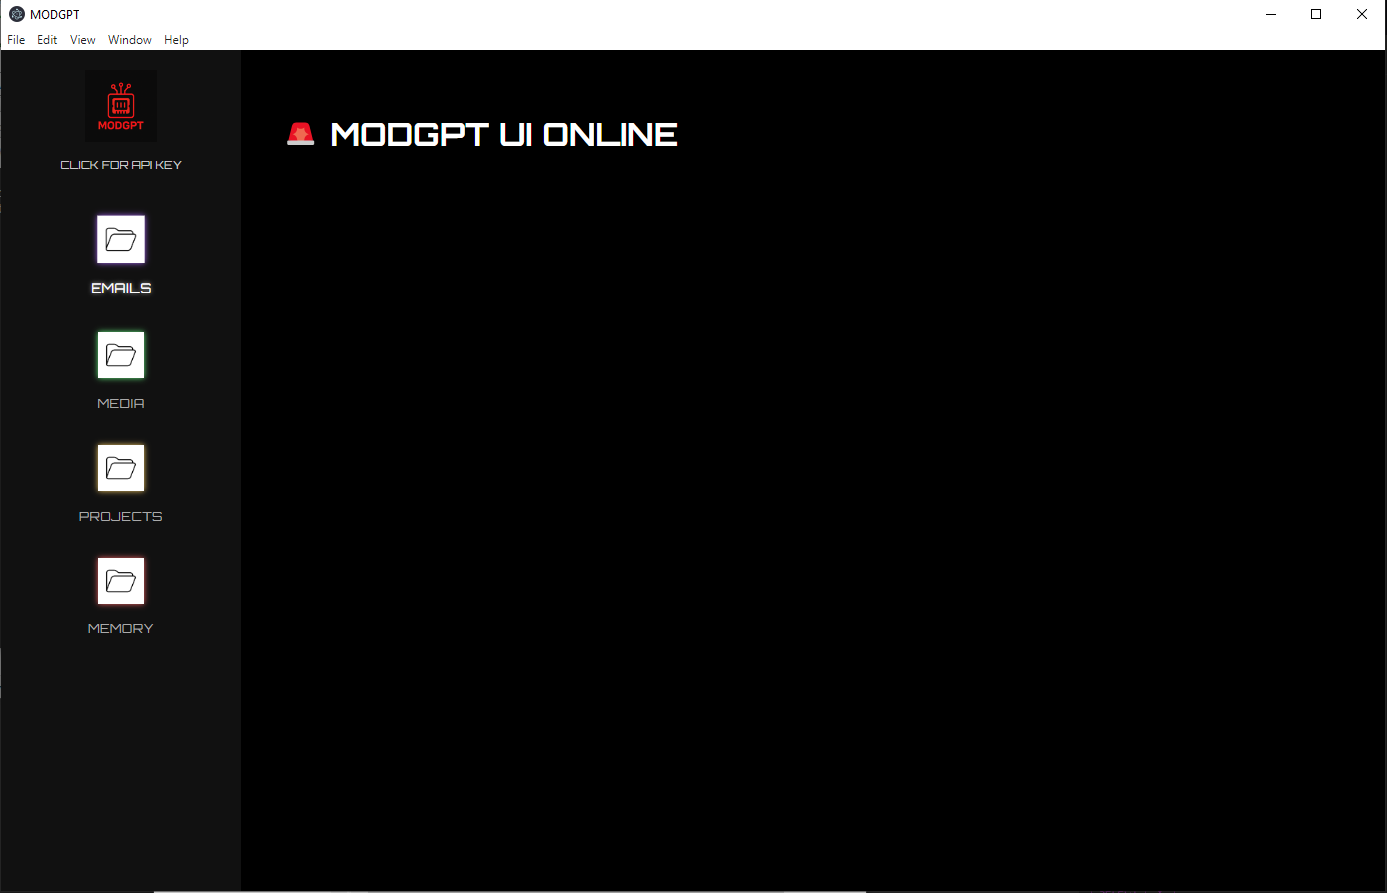 MODGPT
File Edit View Window Help
MODGPT
CLICK FOR API KEY
EMAILS
MEDIA
PROJECTS
MEMORY
MODGPT UI ONLINE